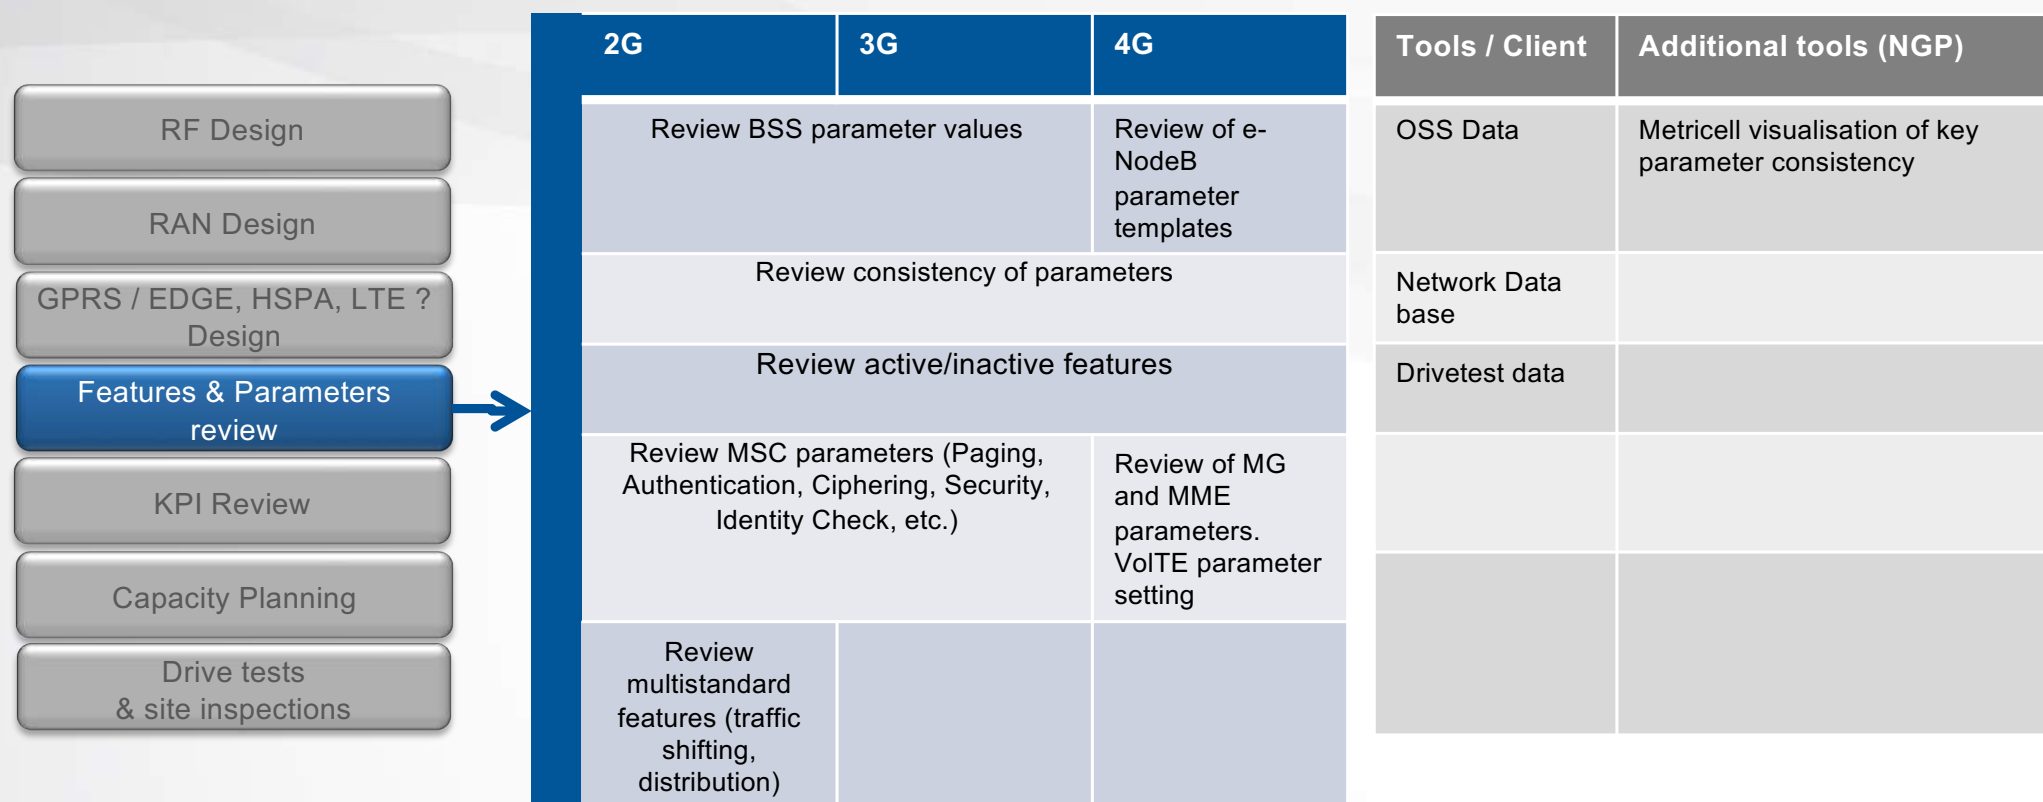 RF Design
RAN Design
GPRS / EDGE, HSPA, LTE ?
Design
Features & Parameters
review
KPI Review
Capacity Planning
Drive tests
& site inspections
2G
3G
4G
Review BSS parameter values
Review of e-
NodeB
parameter
templates
Review consistency of parameters
Review active/inactive features
Review MSC parameters (Paging,
Authentication, Ciphering, Security,
Identity Check, etc.)
Review of MG
and MME
parameters.
VolTE parameter
setting
Review
multistandard
features (traffic
shifting,
distribution)
Tools / Client
Additional tools (NGP)
OSS Data
Metricell visualisation of key
parameter consistency
Network Data
base
Drivetest data